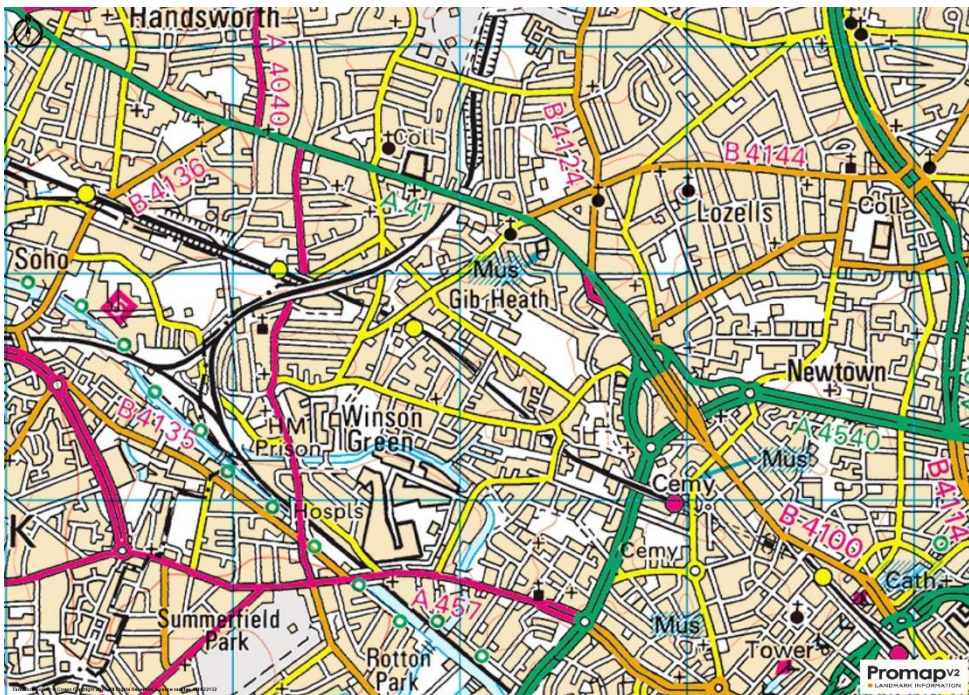 Handsworth
A 4040
Coll
B 4124
B 4144
B 4136
A 41
Lozells
Coll
Soho
Mus
Gib Heath
Newtown
Winson
Green
HM
Prison
B 4135
A 4540
Mus
Cemy
B 4114
Hospls
K
B 4100
Cemy
Cath
A 457
Summerfield
Park
Mus
Tower
Rotton
Park
Promap V2
LANDMARK INFORMATION